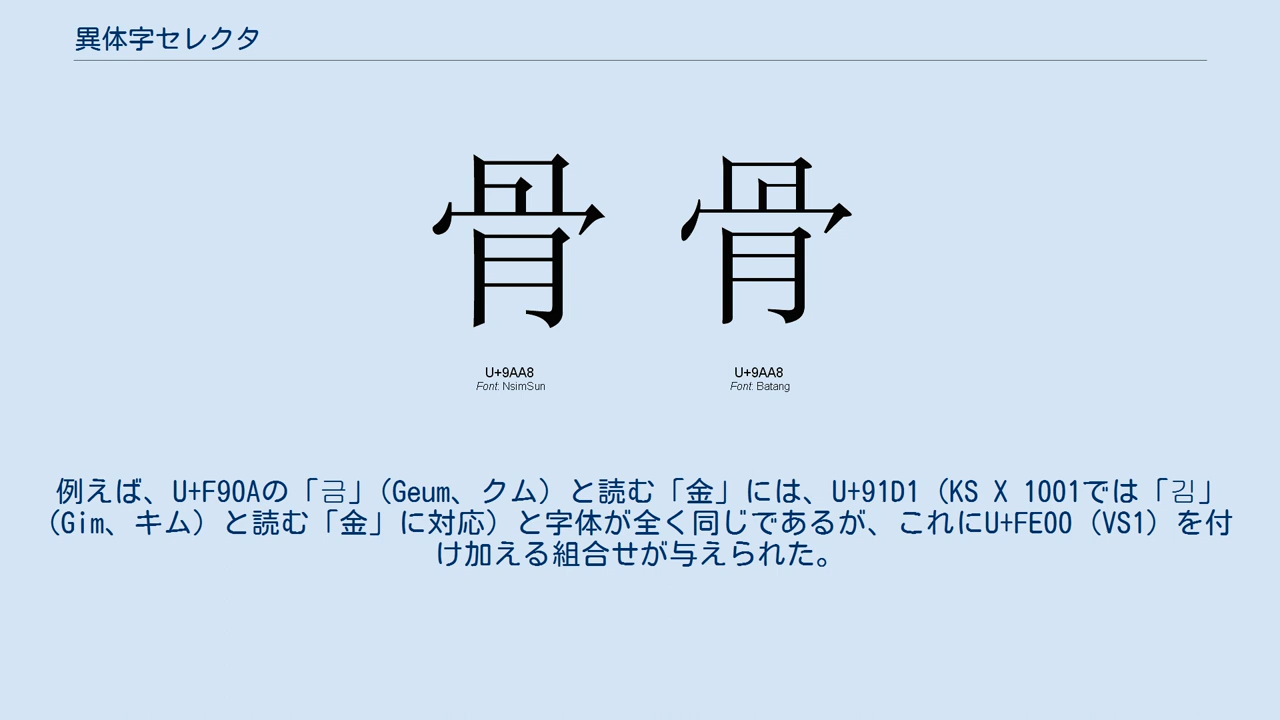 異体字セレクタ
骨 骨
U+9AA8 U+9AA8
Font: NsimSun Font: Batang
例えば、U+F90Aの「금」（Geum、クム）と読む「金」には、U+91D1（KS X 1001では「김」
（Gim、キム）と読む「金」に対応）と字体が全く同じであるが、これにU+FE00（VS1）を付
け加える組合せが与えられた。